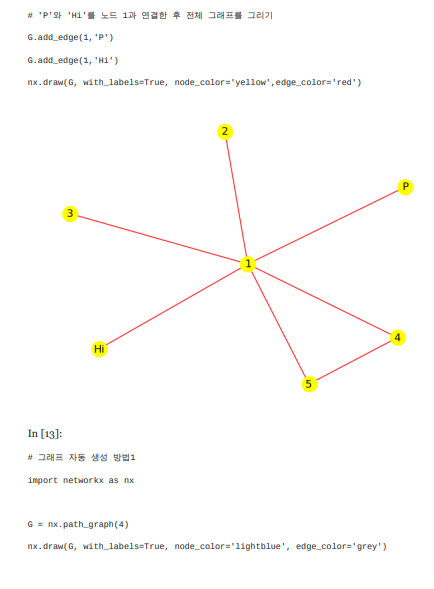 # 'P'와 'Hi'를 노드 1과 연결한 후 전체 그래프를 그리기
G.add_edge(1,'P')
G.add_edge(1,'Hi')
nx.draw(G, with_labels=True, node_color='yellow',edge_color='red')
2
P
3
1
4
Hi
5
In [13]:
# 그래프 자동 생성 방법1
import networkx as nx
G = nx.path_graph(4)
nx.draw(G, with_labels=True, node_color='lightblue', edge_color='grey')